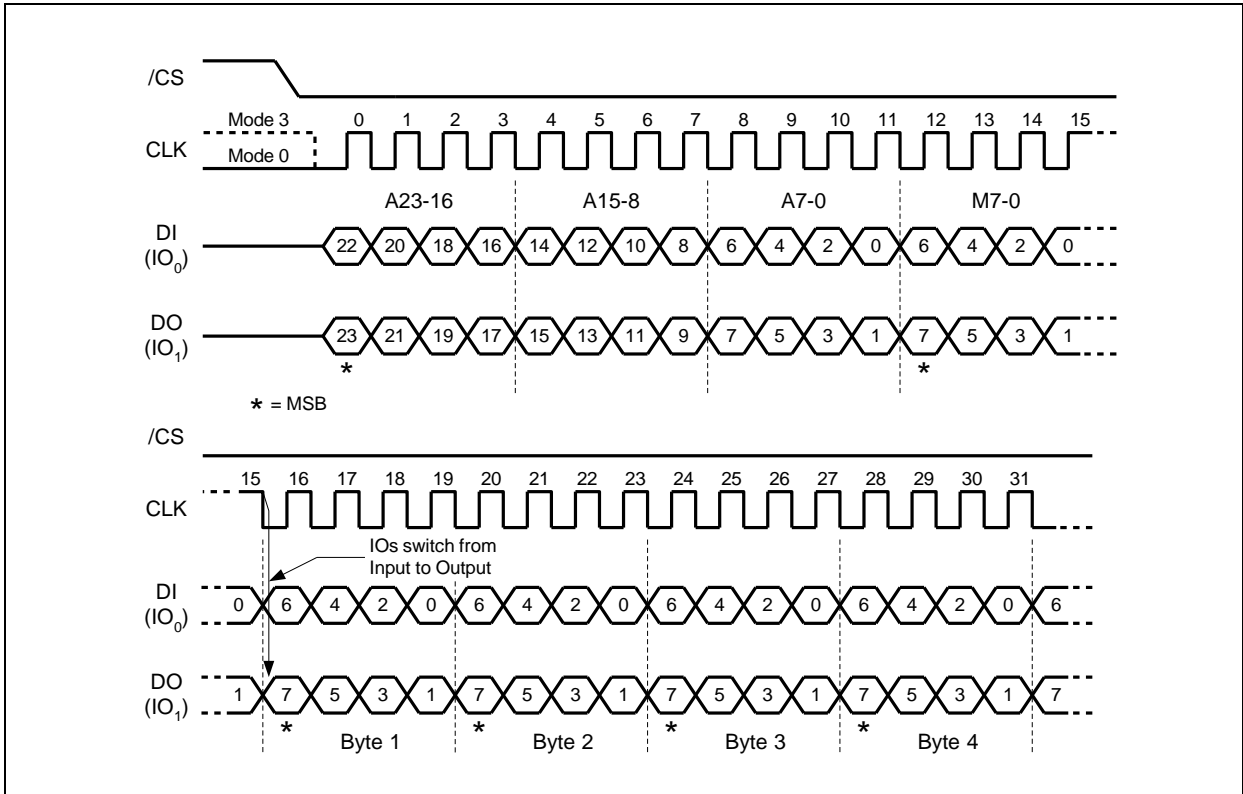 /CS
Mode 3 0 1 2 3 4 5 6 7 8 9 10 11 12 13 14 15
CLK
Mode 0
A23-16 A15-8 A7-0 M7-0
DI
(IO0) 22 20 18 16 14 12 10 8 6 4 2 0 6 4 2 0
DO
(IO1) 23 21 19 17 15 13 11 9 7 5 3 1 7 5 3 1
* *
* = MSB
/CS
15 16 17 18 19 20 21 22 23 24 25 26 27 28 29 30 31
CLK
IOs switch from
Input to Output
DI
(IO0) 0 6 4 2 0 6 4 2 0 6 4 2 0 6 4 2 0 6
DO
(IO1) 1 7 5 3 1 7 5 3 1 7 5 3 1 7 5 3 1 7
* * * *
Byte 1 Byte 2 Byte 3 Byte 4